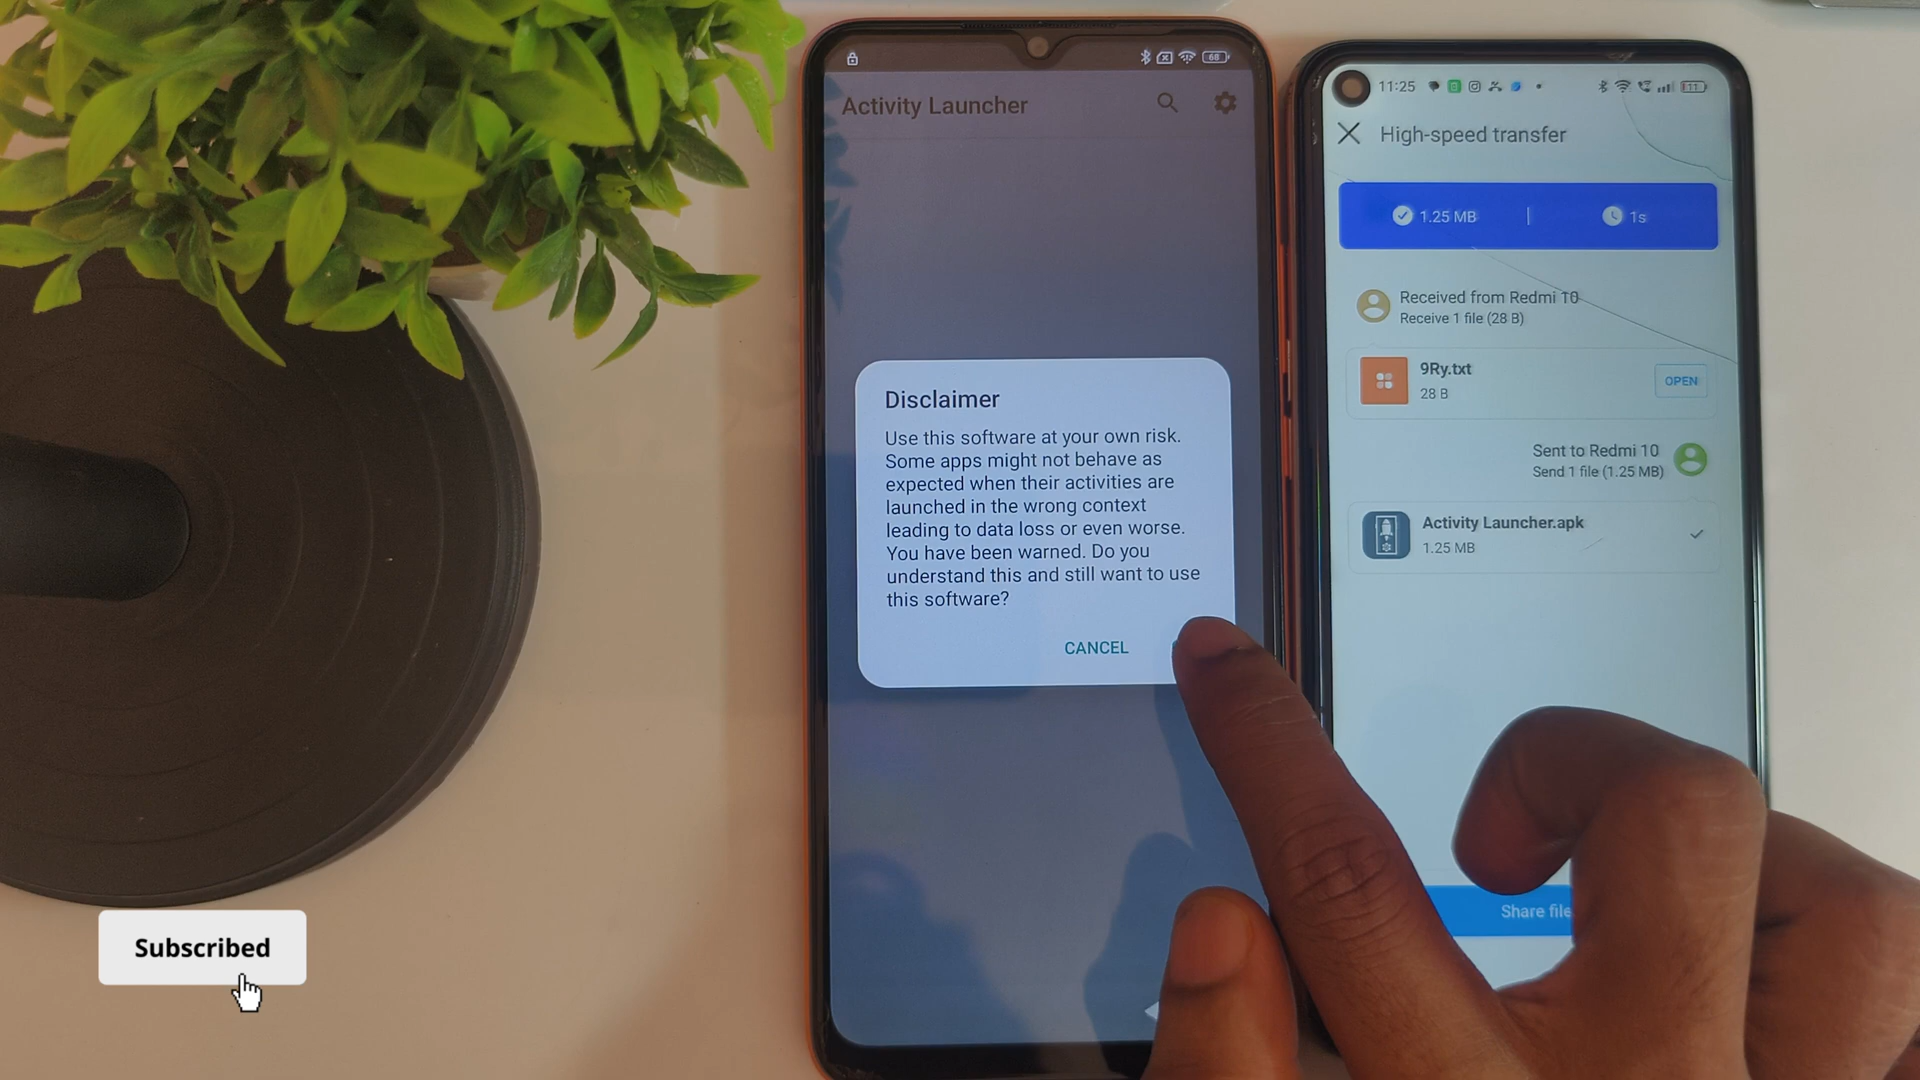 68
Activity Launcher
Disclaimer
Use this software at your own risk.
Some apps might not behave as
expected when their activities are
launched in the wrong context
leading to data loss or even worse.
You have been warned. Do you
understand this and still want to use
this software?
CANCEL
11:25
11
High-speed transfer
1.25 MB
1s
Received from Redmi 10
Receive 1 file (28 B)
9Ry.txt
28 B
OPEN
Sent to Redmi 10
Send 1 file (1.25 MB)
Activity Launcher.apk
1.25 MB
Share file
Subscribed